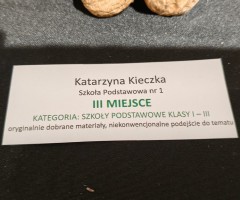 Katarzyna Kieczka
Szkoła Podstawowa nr 1
III MIEJSCE
KATEGORIA: SZKOŁY PODSTAWOWE KLASY I – III
oryginalnie dobrane materiały, niekonwencjonalne podejście do tematu